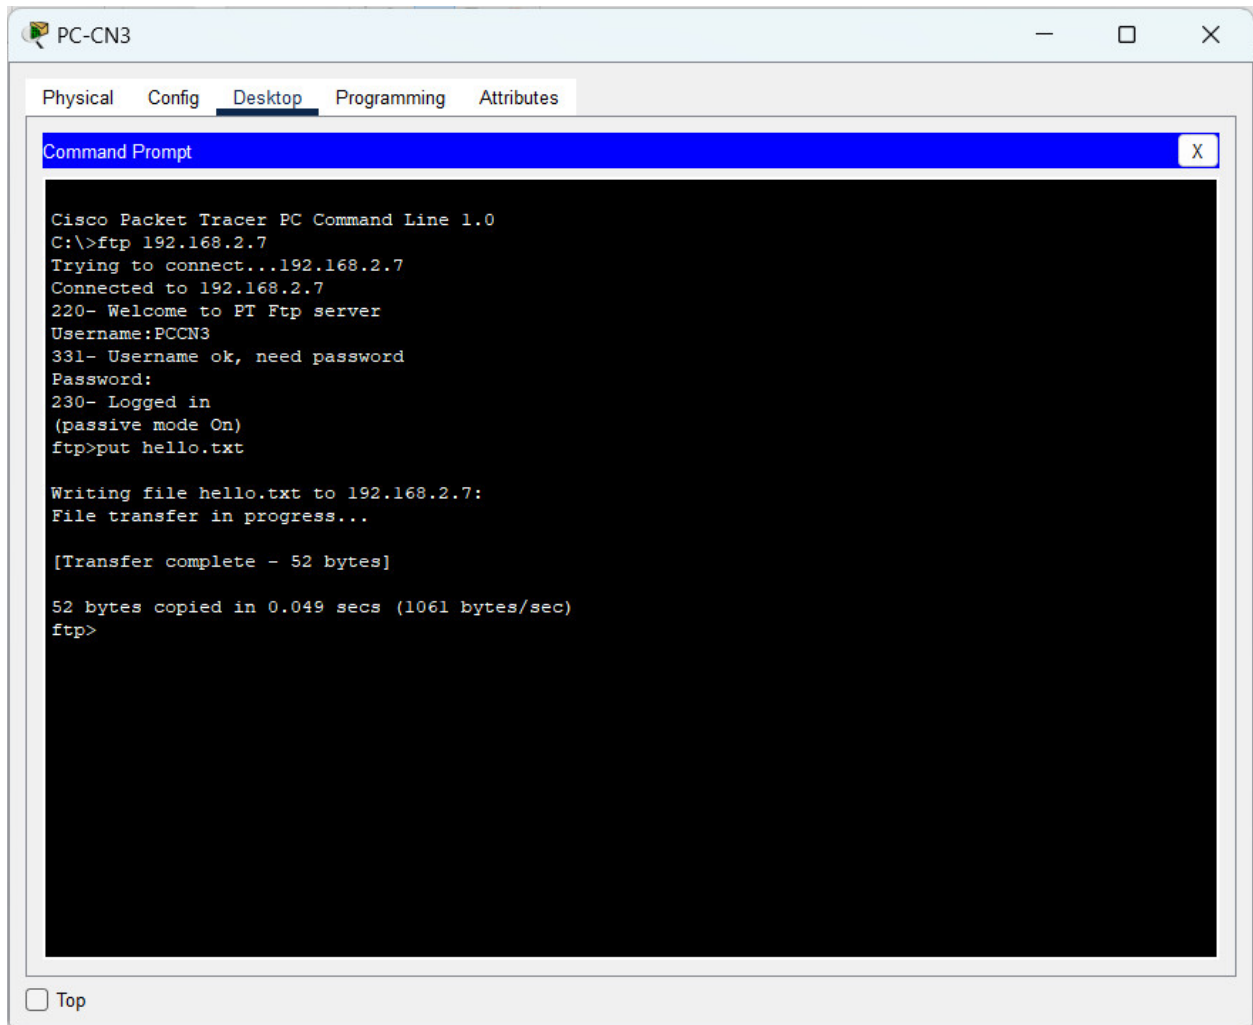 PC-CN3
Physical Config Desktop Programming Attributes
Command Prompt
X
Cisco Packet Tracer PC Command Line 1.0
C:\>ftp 192.168.2.7
Trying to connect...192.168.2.7
Connected to 192.168.2.7
220- Welcome to PT Ftp server
Username:PCCN3
331- Username ok, need password
Password:
230- Logged in
(passive mode On)
ftp>put hello.txt
Writing file hello.txt to 192.168.2.7:
File transfer in progress...
[Transfer complete - 52 bytes]
52 bytes copied in 0.049 secs (1061 bytes/sec)
ftp>
Top